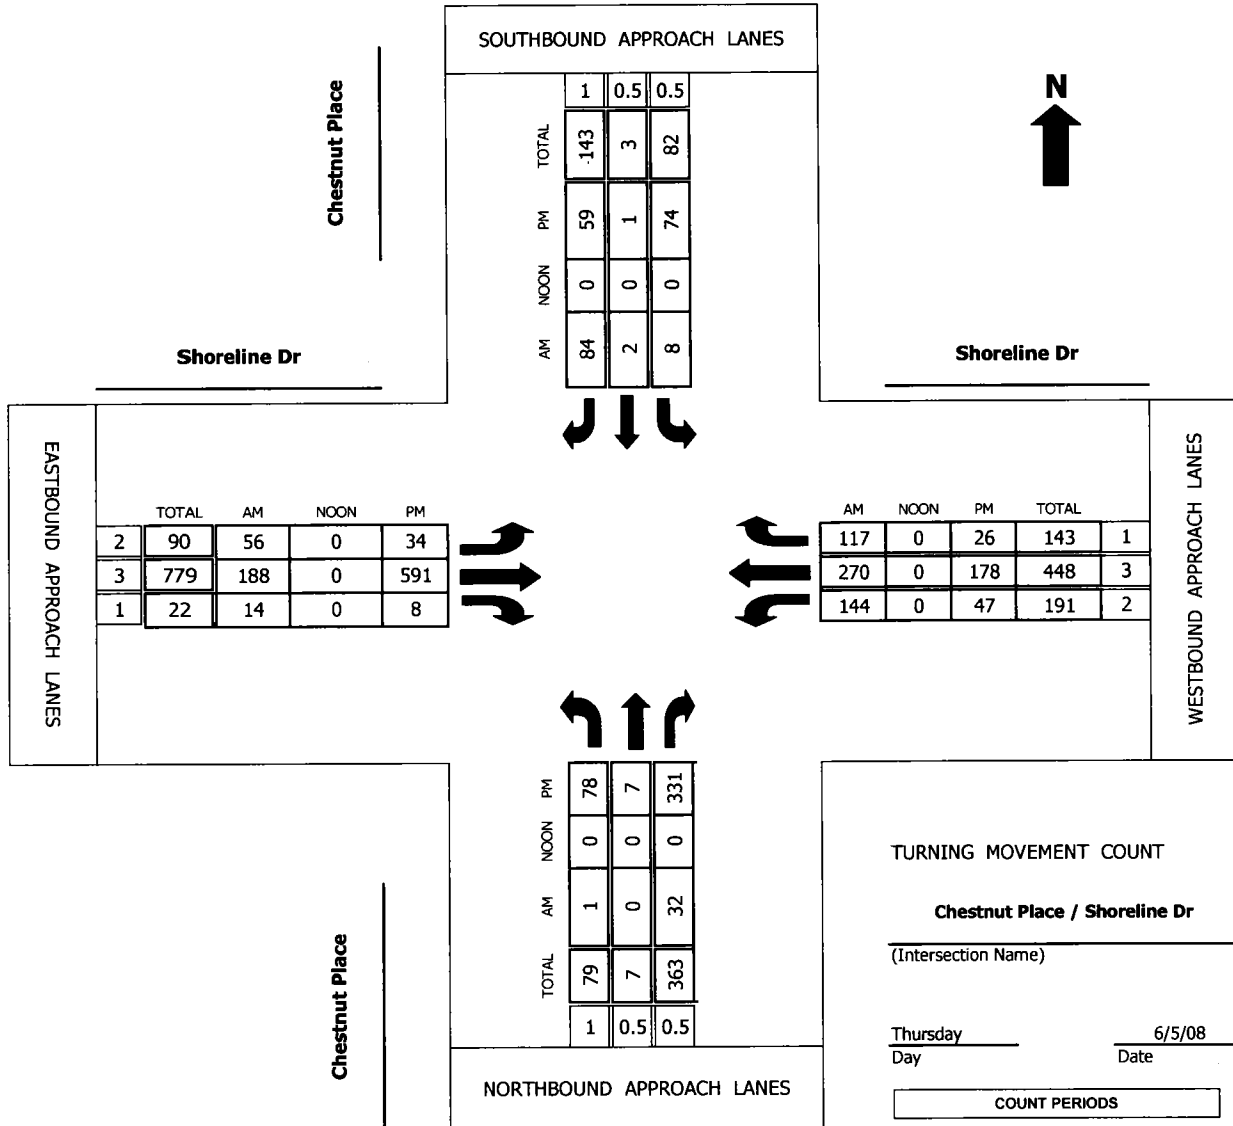 SOUTHBOUND APPROACH LANES
1 0.5 0.5
TOTAL 143 3 82
PM 59 1 74
NOON 0 0 0
AM 84 2 8
Chestnut Place
N
Shoreline Dr
Shoreline Dr
EASTBOUND APPROACH LANES
TOTAL AM NOON PM
2 90 56 0 34
3 779 188 0 591
1 22 14 0 8
AM NOON PM TOTAL
117 0 26 143 1
270 0 178 448 3
144 0 47 191 2
WESTBOUND APPROACH LANES
PM 78 7 331
NOON 0 0 0
AM 1 0 32
TOTAL 79 7 363
1 0.5 0.5
NORTHBOUND APPROACH LANES
Chestnut Place
TURNING MOVEMENT COUNT
Chestnut Place / Shoreline Dr
(Intersection Name)
Thursday 6/5/08
Day Date
COUNT PERIODS